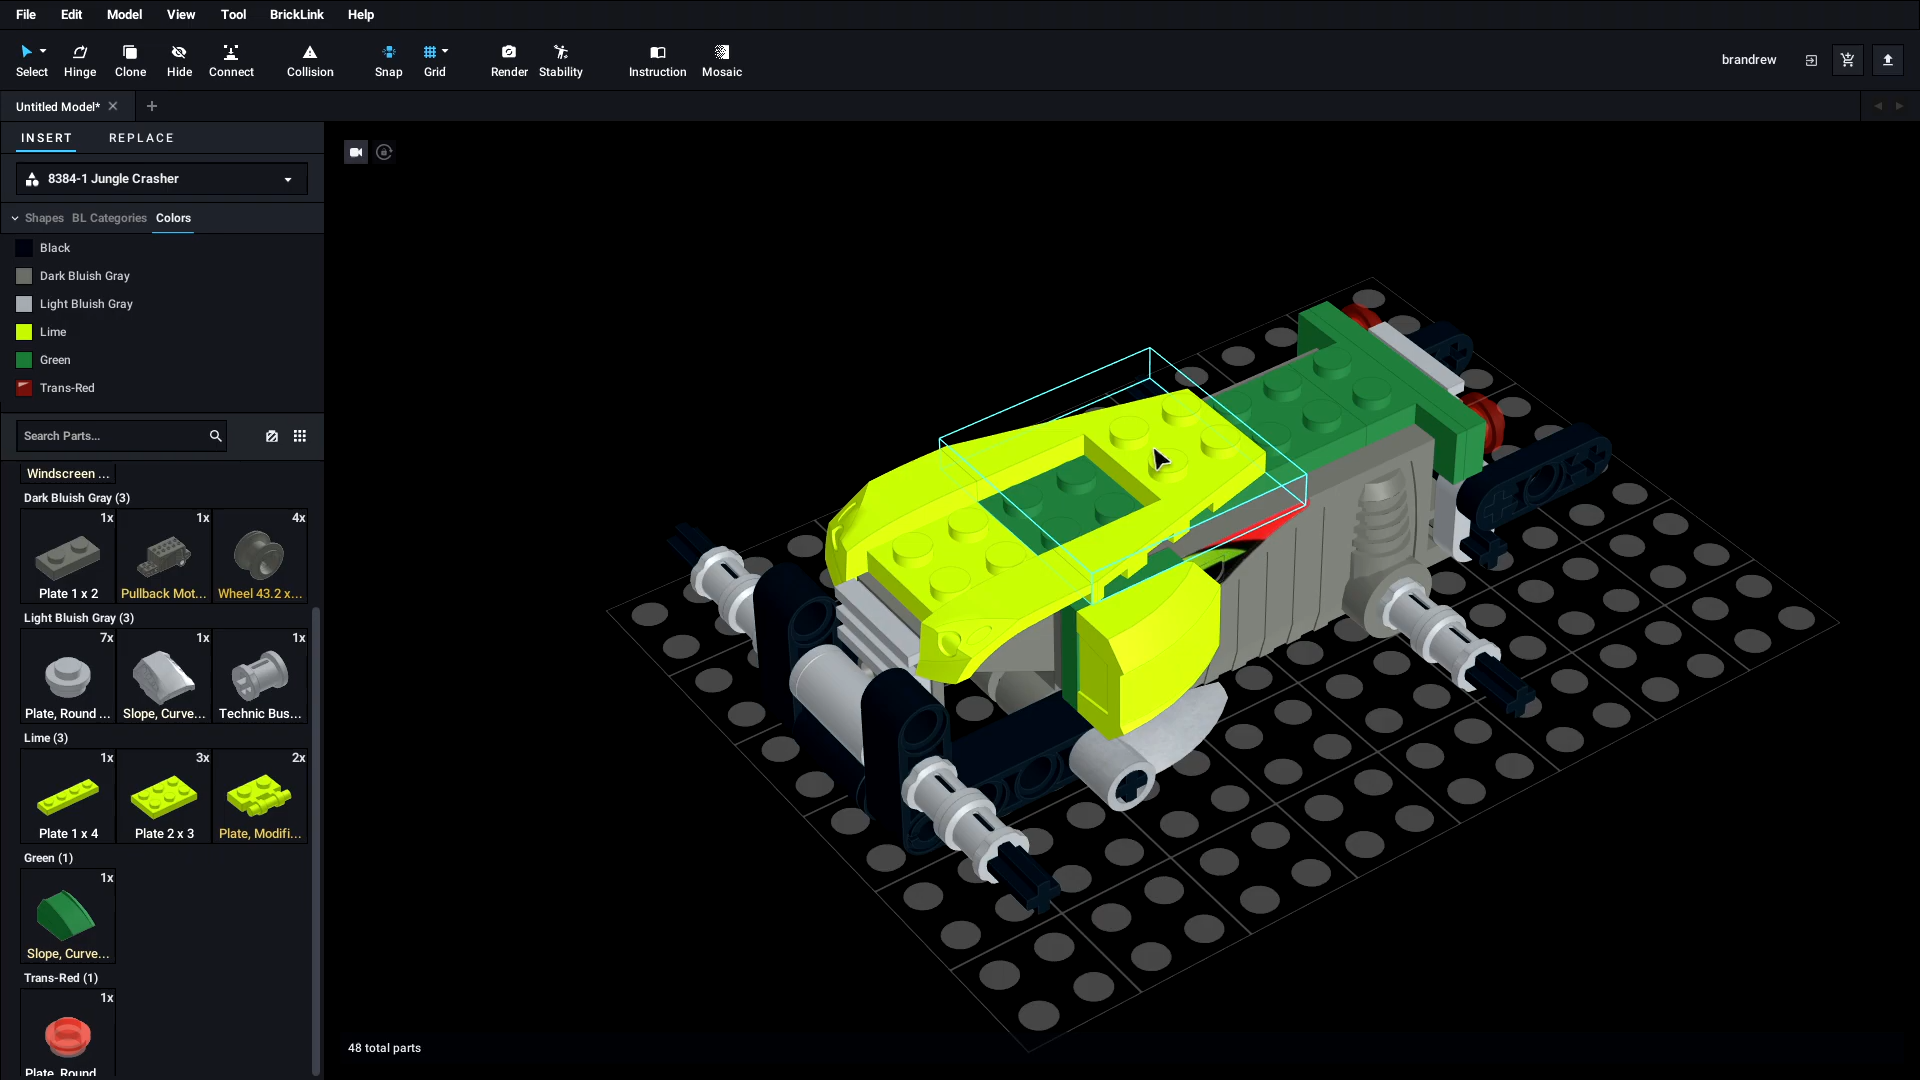 File Edit Model View Tool BrickLink Help
Select Hinge Clone Hide Connect Collision Snap Grid Render Stability Instruction Mosaic brandrew
Untitled Model*
INSERT REPLACE
8384-1 Jungle Crasher
Shapes BL Categories Colors
Black
Dark Bluish Gray
Light Bluish Gray
Lime
Green
Trans-Red
Search Parts...
Windscreen ...
Dark Bluish Gray (3)
1x 1x 4x
Plate 1 x 2 Pullback Mot... Wheel 43.2 x...
Light Bluish Gray (3)
7x 1x 1x
Plate, Round ... Slope, Curve... Technic Bus...
Lime (3)
1x 3x 2x
Plate 1 x 4 Plate 2 x 3 Plate, Modifi...
Green (1)
1x
Slope, Curve...
Trans-Red (1)
1x
Plate, Round
48 total parts